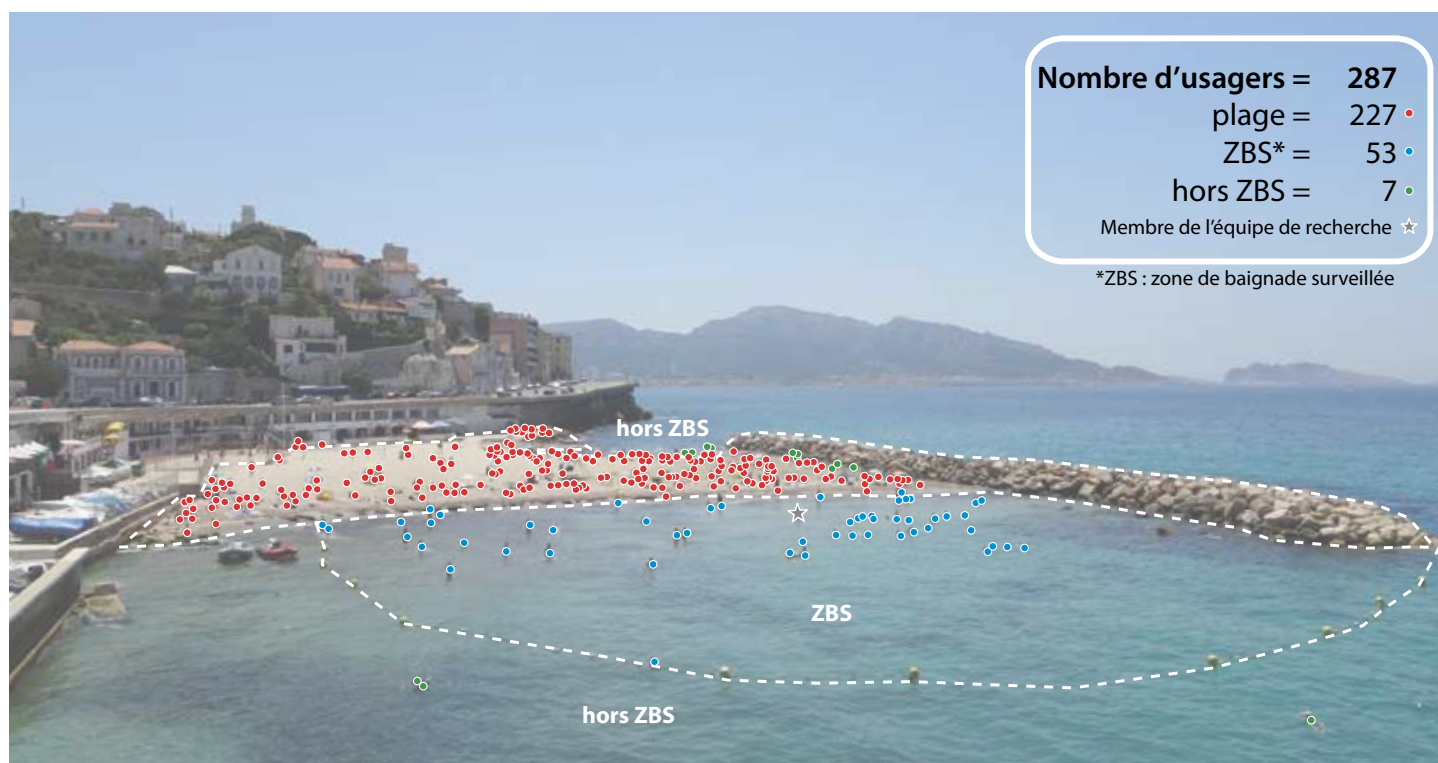 Nombre d’usagers = 287
plage = 227
ZBS* = 53
hors ZBS = 7
Membre de l’équipe de recherche
*ZBS : zone de baignade surveillée
hors ZBS
ZBS
hors ZBS